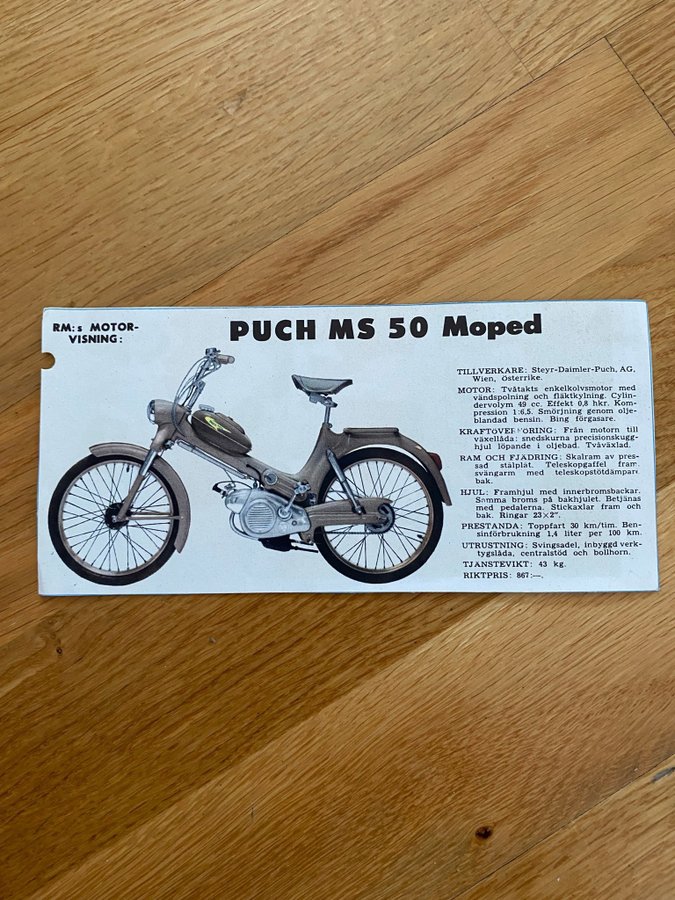 RM:s MOTOR-
VISNING:
PUCH MS 50 Moped
TILLVERKARE: Steyr-Daimler-Puch, AG,
Wien, Österrike.
MOTOR: Tvåtakts enkelkolvsmotor med
vändspolning och fläktkylning. Cylin-
dervolym 49 cc. Effekt 0,8 hkr. Kom-
pression 1:6,5. Smörjning genom olje-
blandad bensin. Bing förgasare.
KRAFTÖVERFÖRING: Från motorn till
växellåda: snedskurna precisionskugg-
hjul löpande i oljebad. Tvåväxlad.
RAM OCH FJÄDRING: Skalram av pres-
sad stålplat. Teleskopgaffel fram,
svängarm med teleskopstötdämpare
bak.
HJUL: Framhjul med innerbromsbackar.
Samma broms på bakhjulet. Betjänas
med pedalerna. Stickaxlar fram och
bak. Ringar 23×2".
PRESTANDA: Toppfart 30 km/tim. Ben-
sinförbrukning 1,4 liter per 100 km.
UTRUSTNING: Svingsadel, inbyggd verk-
tygslåda, centralstöd och bollhorn.
TJÄNSTEVIKT: 43 kg.
RIKTPRIS: 867:—.